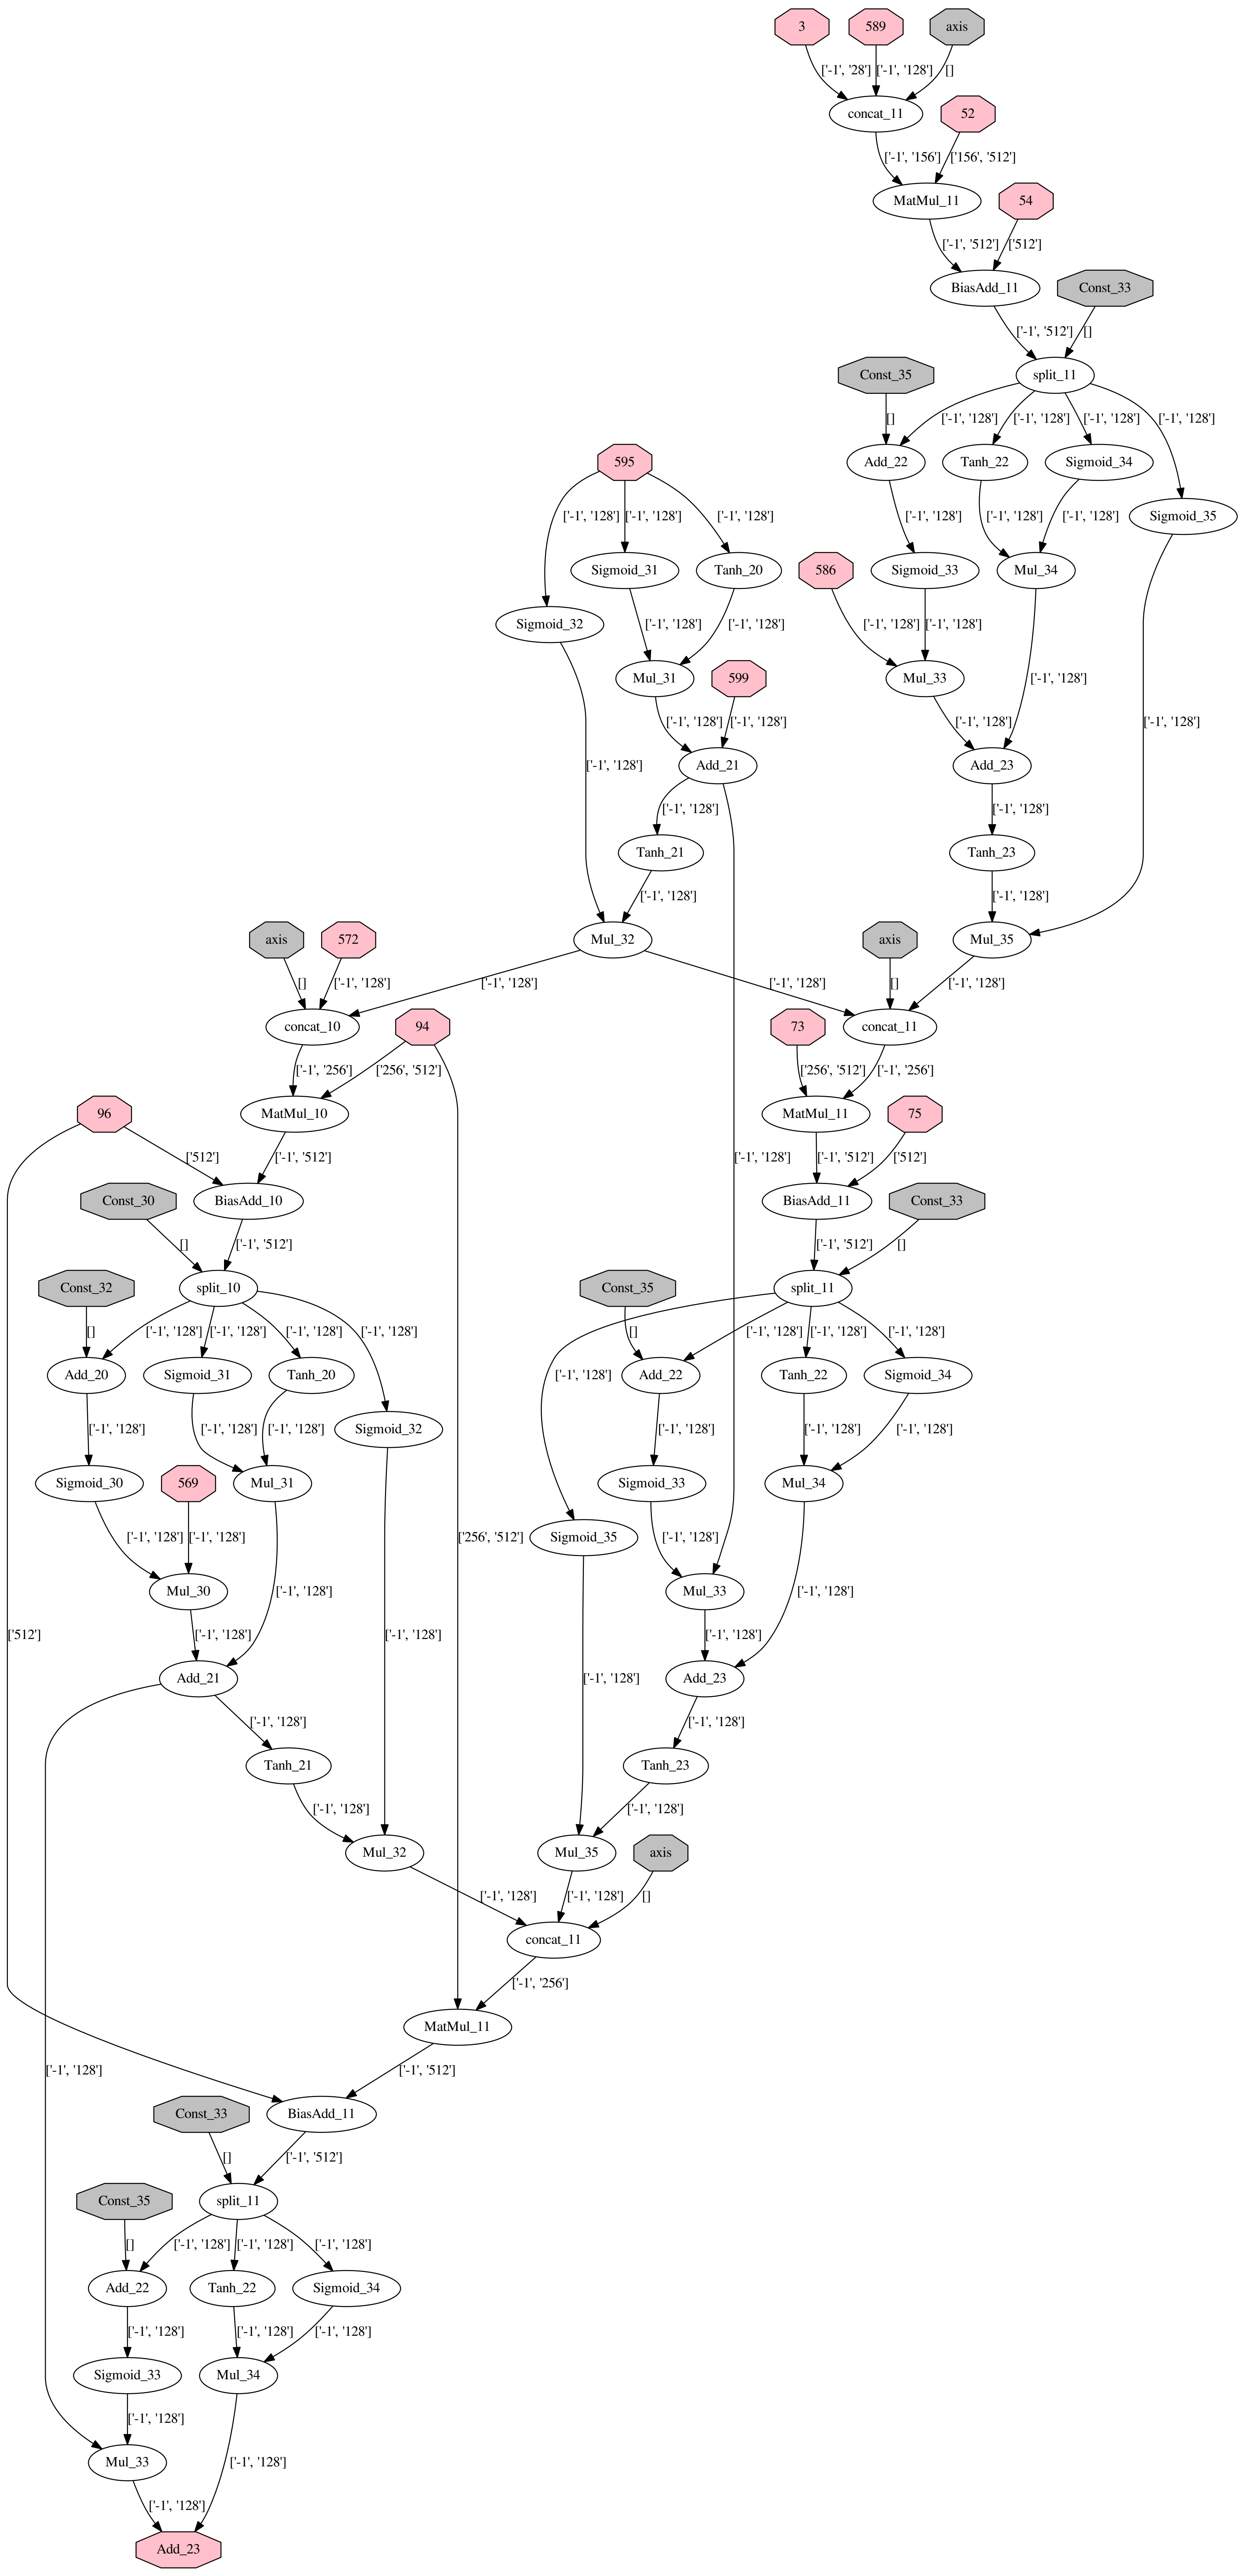 3 589 axis
['-1', '28'] ['-1', '128'] []
concat_11 52
['-1', '156'] ['156', '512']
MatMul_11 54
['-1', '512'] ['512']
BiasAdd_11 Const_33
['-1', '512'] []
Const_35 split_11
[] ['-1', '128'] ['-1', '128'] ['-1', '128'] ['-1', '128']
595 Add_22 Tanh_22 Sigmoid_34
Sigmoid_35
['-1', '128'] ['-1', '128'] ['-1', '128'] ['-1', '128'] ['-1', '128'] ['-1', '128']
Sigmoid_31 Tanh_20 586 Sigmoid_33 Mul_34
Sigmoid_32 ['-1', '128'] ['-1', '128'] ['-1', '128'] ['-1', '128']
Mul_31 599 Mul_33 ['-1', '128']
['-1', '128'] ['-1', '128'] ['-1', '128'] ['-1', '128']
['-1', '128'] Add_21 Add_23
['-1', '128'] ['-1', '128']
Tanh_21 Tanh_23
['-1', '128'] ['-1', '128']
axis 572 Mul_32 axis Mul_35
[] ['-1', '128'] ['-1', '128'] ['-1', '128'] [] ['-1', '128']
concat_10 94 73 concat_11
['-1', '256'] ['256', '512'] ['256', '512'] ['-1', '256']
96 MatMul_10 MatMul_11 75
['512'] ['-1', '512'] ['-1', '128'] ['-1', '512'] ['512']
Const_30 BiasAdd_10 BiasAdd_11 Const_33
[] ['-1', '512'] ['-1', '512'] []
Const_32 split_10 Const_35 split_11
[] ['-1', '128'] ['-1', '128'] ['-1', '128'] ['-1', '128'] [] ['-1', '128'] ['-1', '128'] ['-1', '128']
Add_20 Sigmoid_31 Tanh_20 ['-1', '128'] Add_22 Tanh_22 Sigmoid_34
['-1', '128'] ['-1', '128'] ['-1', '128'] Sigmoid_32 ['-1', '128'] ['-1', '128'] ['-1', '128']
Sigmoid_30 569 Mul_31 Sigmoid_33 Mul_34
['-1', '128'] ['-1', '128'] ['256', '512'] Sigmoid_35 ['-1', '128']
Mul_30 ['-1', '128'] Mul_33 ['-1', '128']
['512'] ['-1', '128'] ['-1', '128'] ['-1', '128']
Add_21 ['-1', '128'] Add_23
['-1', '128'] ['-1', '128']
Tanh_21 Tanh_23
['-1', '128'] ['-1', '128']
Mul_32 Mul_35 axis
['-1', '128'] ['-1', '128'] []
concat_11
['-1', '256']
MatMul_11
['-1', '128'] ['-1', '512']
Const_33 BiasAdd_11
[] ['-1', '512']
Const_35 split_11
[] ['-1', '128'] ['-1', '128'] ['-1', '128']
Add_22 Tanh_22 Sigmoid_34
['-1', '128'] ['-1', '128'] ['-1', '128']
Sigmoid_33 Mul_34
['-1', '128']
Mul_33 ['-1', '128']
['-1', '128']
Add_23